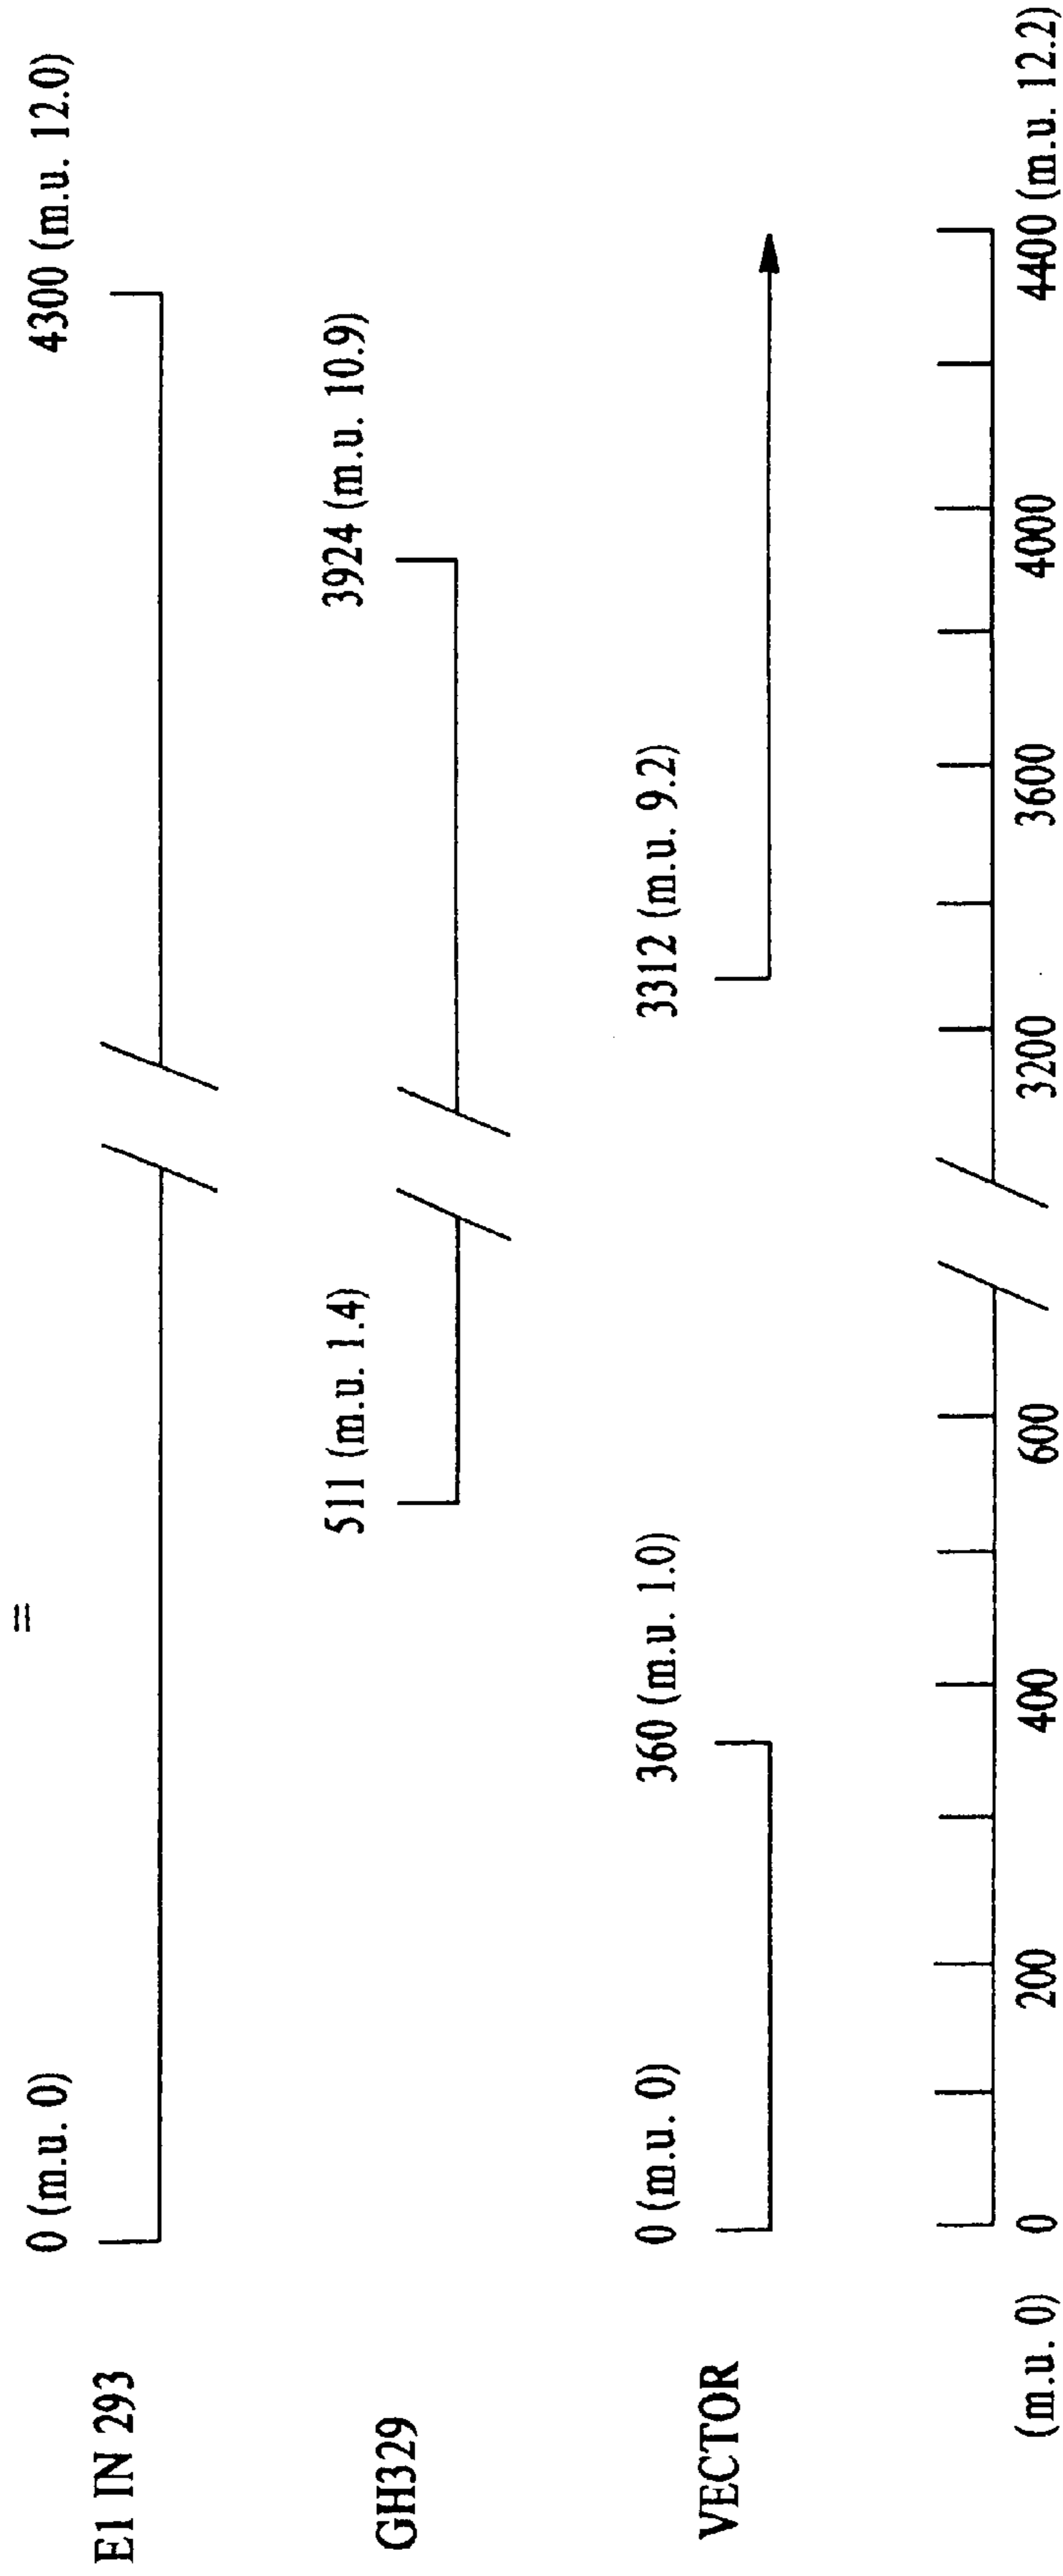 =
0 (m.u. 0)
4300 (m.u. 12.0)
E1 IN 293
511 (m.u. 1.4)
3924 (m.u. 10.9)
GH329
0 (m.u. 0)
360 (m.u. 1.0)
3312 (m.u. 9.2)
VECTOR
(m.u. 0) 0 200 400 600 3200 3600 4000 4400 (m.u. 12.2)